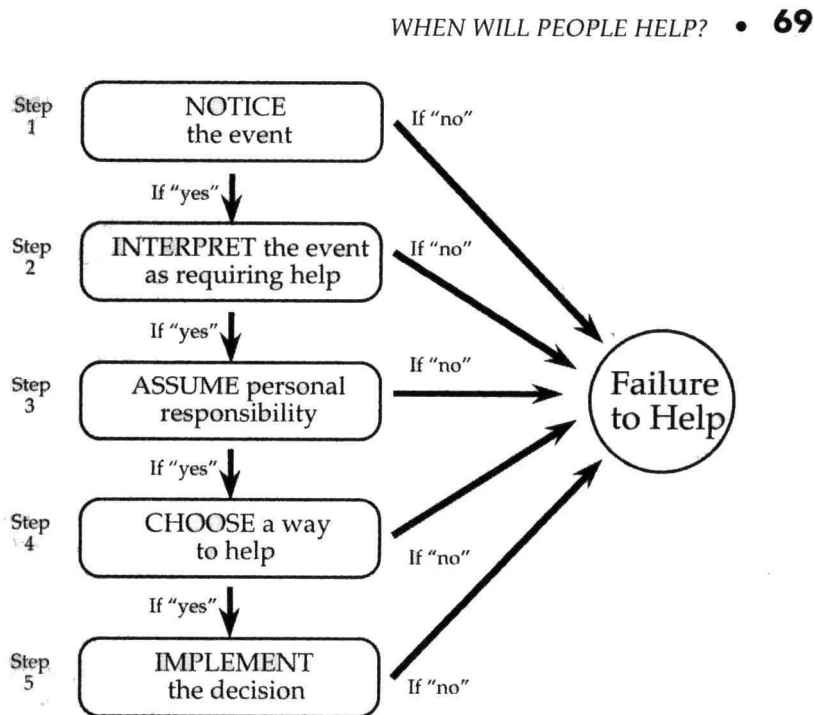 WHEN WILL PEOPLE HELP? • 69
Step
1
NOTICE
the event
If "no"
If "yes"
Step
2
INTERPRET the event
as requiring help
If "no"
If "yes"
Step
3
ASSUME personal
responsibility
If "no"
Failure
to Help
If "yes"
Step
4
CHOOSE a way
to help
If "no"
If "yes"
Step
5
IMPLEMENT
the decision
If "no"